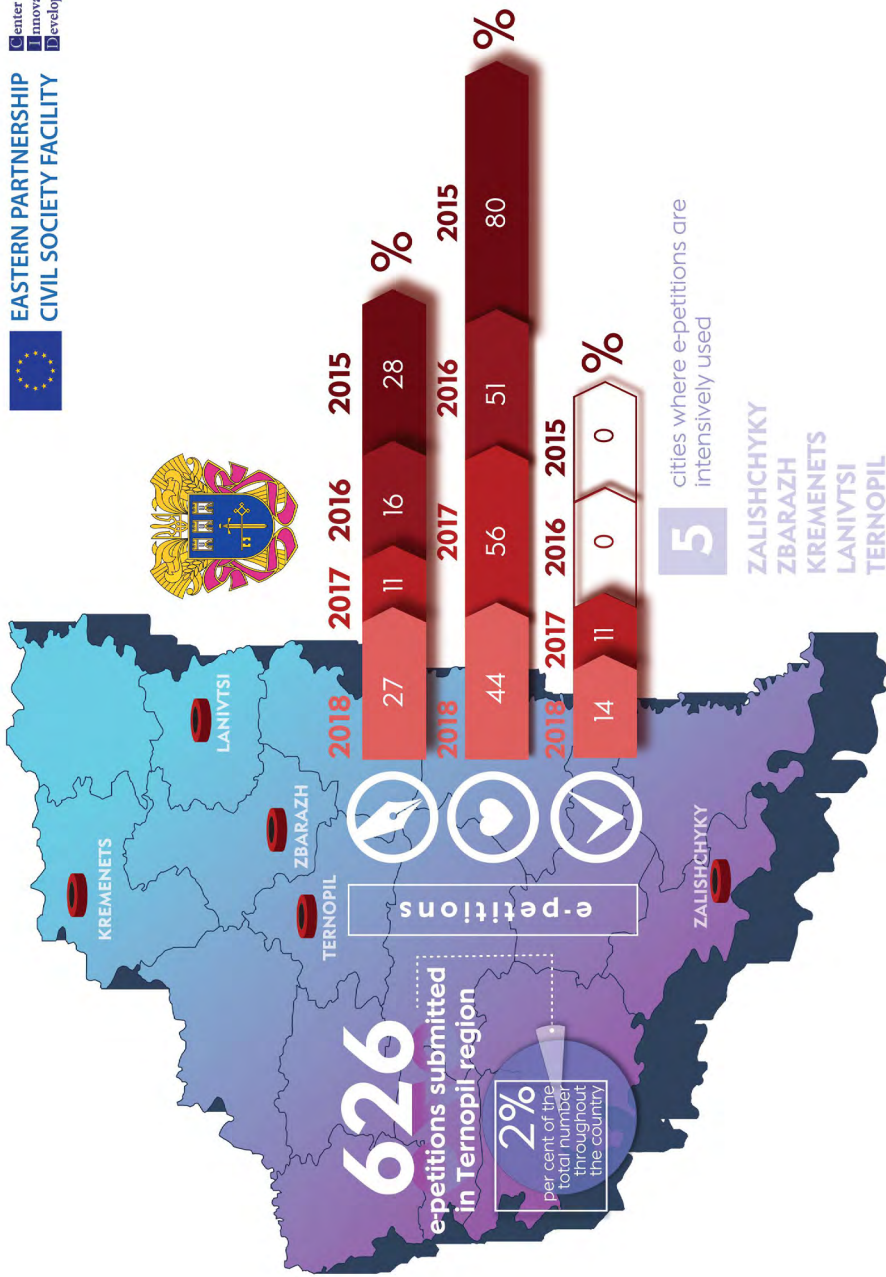 EASTERN PARTNERSHIP
CIVIL SOCIETY FACILITY
Center
Innova
Develop
KREMENETS
LANIVTSI
ZBARAZH
TERNOPIL
ZALISHCHYKY
626
e-petitions submitted
in Ternopil region
2%
per cent of the
total number
throughout
the country
e-petitions
2018 2017 2016 2015
27 11 16 28 %
2018 2017 2016 2015
44 56 51 80 %
2018 2017 2016 2015
14 11 0 0 %
5
cities where e-petitions are
intensively used
ZALISHCHYKY
ZBARAZH
KREMENETS
LANIVTSI
TERNOPIL